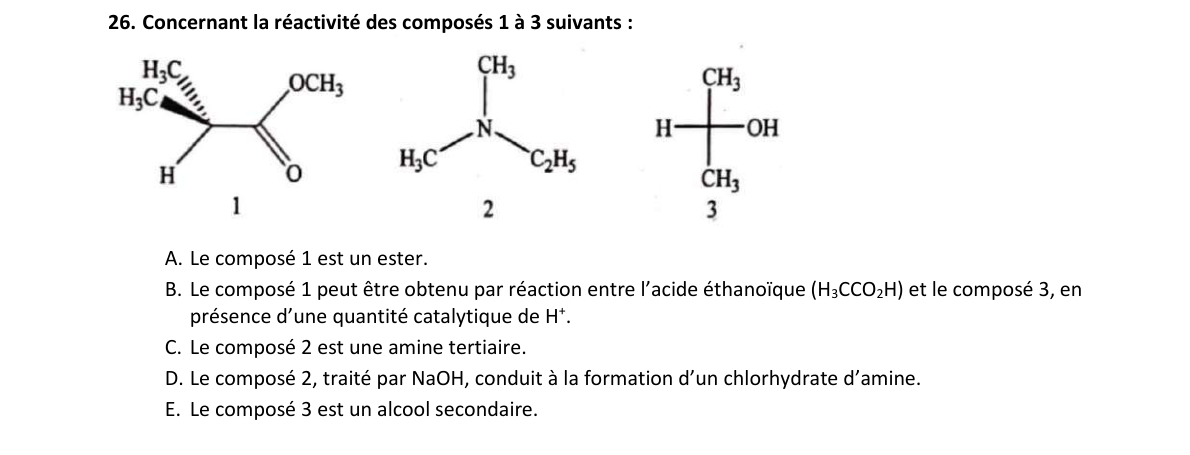 26. Concernant la réactivité des composés 1 à 3 suivants :
H₃C
H₃C
OCH₃
H
O
1
CH₃
N
H₃C
C₂H₅
2
CH₃
H
OH
CH₃
3
A. Le composé 1 est un ester.
B. Le composé 1 peut être obtenu par réaction entre l'acide éthanoïque (H₃CCO₂H) et le composé 3, en
présence d'une quantité catalytique de H⁺.
C. Le composé 2 est une amine tertiaire.
D. Le composé 2, traité par NaOH, conduit à la formation d'un chlorhydrate d'amine.
E. Le composé 3 est un alcool secondaire.